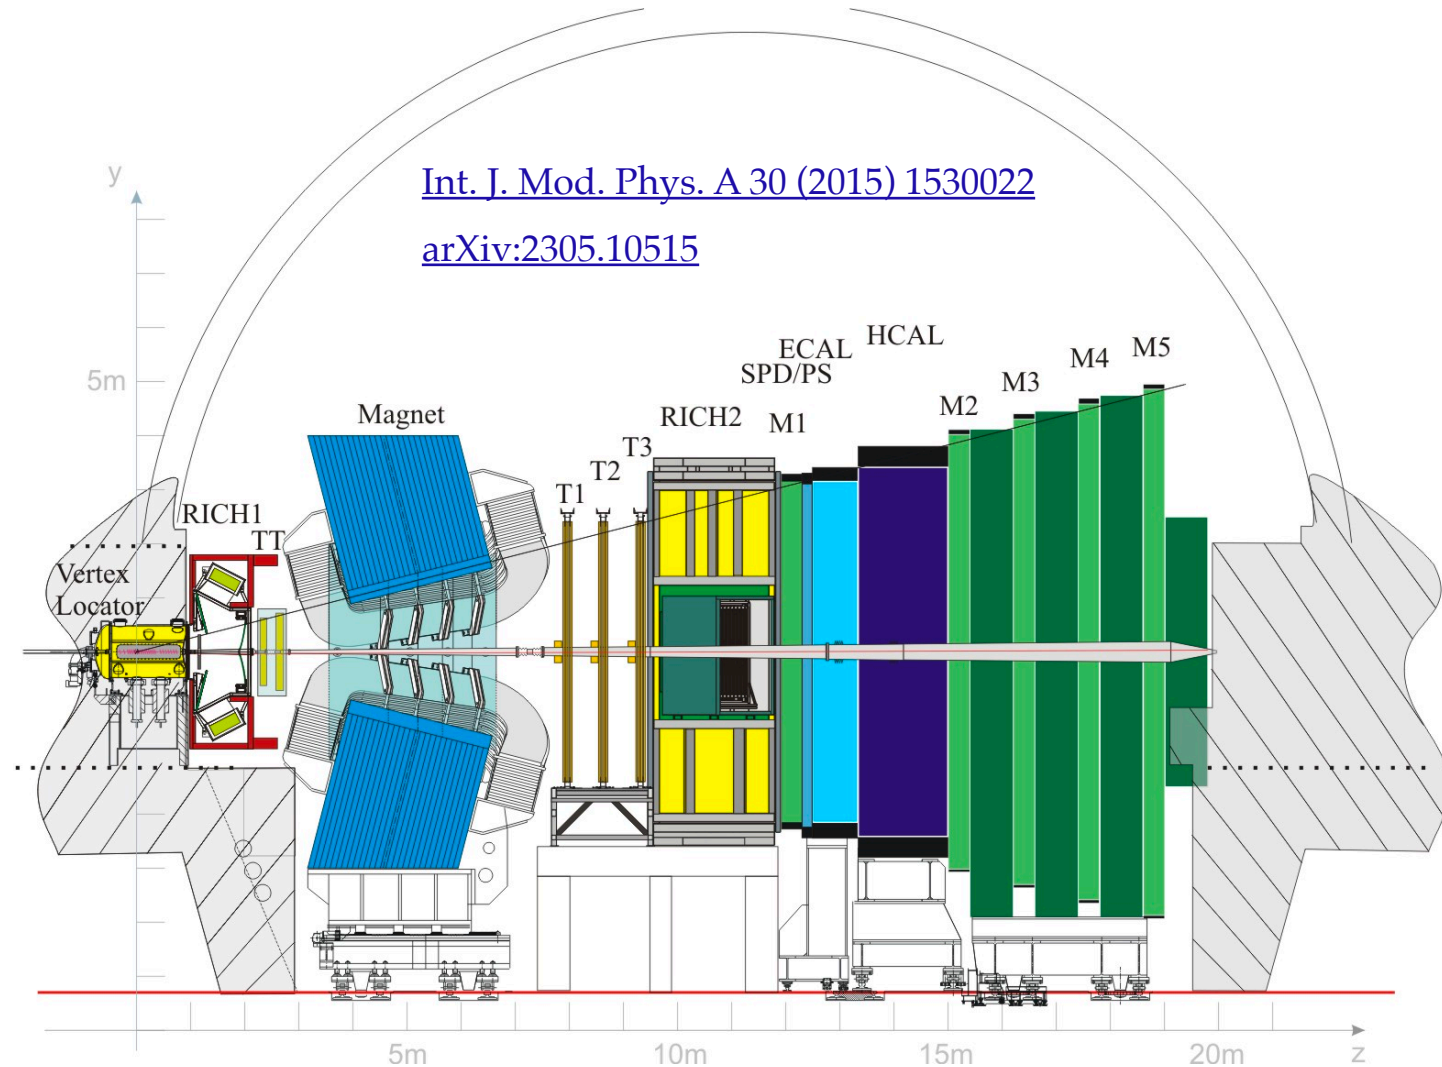 y
Int. J. Mod. Phys. A 30 (2015) 1530022
arXiv:2305.10515
5m
Magnet
RICH2
T3
T2
T1
SPD/PS
ECAL
HCAL
M1
M2
M3
M4
M5
RICH1
TT
Vertex
Locator
5m
10m
15m
20m
z